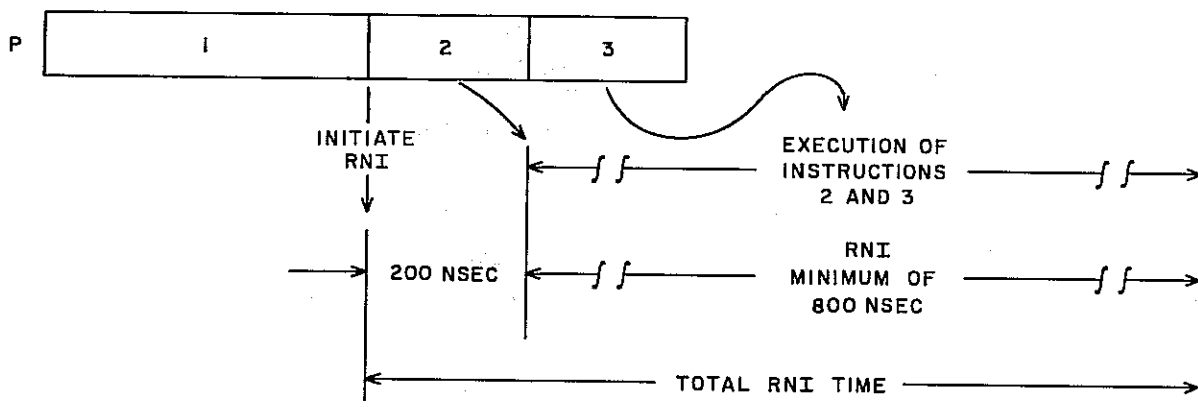 P 1 2 3
INITIATE
RNI
EXECUTION OF
INSTRUCTIONS
2 AND 3
200 NSEC
RNI
MINIMUM OF
800 NSEC
TOTAL RNI TIME